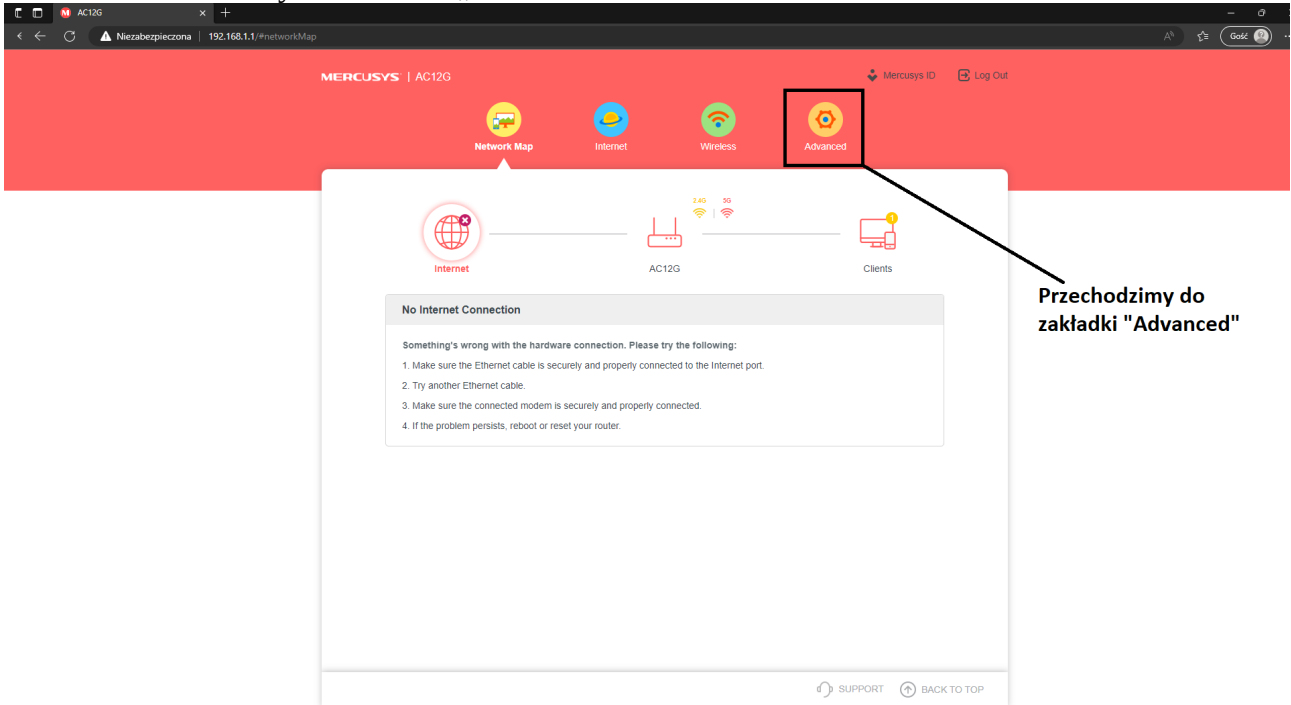 AC12G
Niezabezpieczona | 192.168.1.1/#networkMap
Gość
MERCUSYS | AC12G
Mercusys ID
Log Out
Network Map
Internet
Wireless
Advanced
2.4G
5G
1
Internet
AC12G
Clients
Przechodzimy do
zakładki "Advanced"
No Internet Connection
Something's wrong with the hardware connection. Please try the following:
1. Make sure the Ethernet cable is securely and properly connected to the Internet port.
2. Try another Ethernet cable.
3. Make sure the connected modem is securely and properly connected.
4. If the problem persists, reboot or reset your router.
SUPPORT
BACK TO TOP